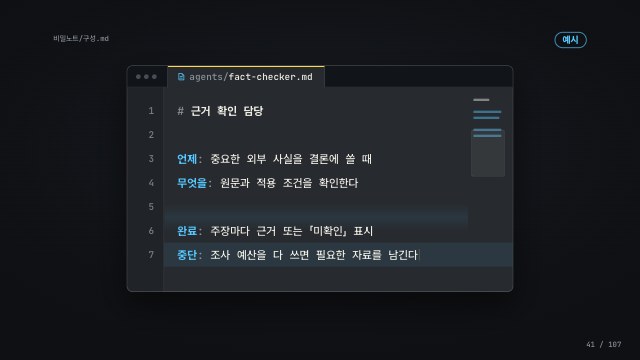 비밀노트/구성.md
예시
agents/fact-checker.md
1 # 근거 확인 담당
2
3 언제: 중요한 외부 사실을 결론에 쓸 때
4 무엇을: 원문과 적용 조건을 확인한다
5
6 완료: 주장마다 근거 또는 「미확인」 표시
7 중단: 조사 예산을 다 쓰면 필요한 자료를 남긴다
41 / 107